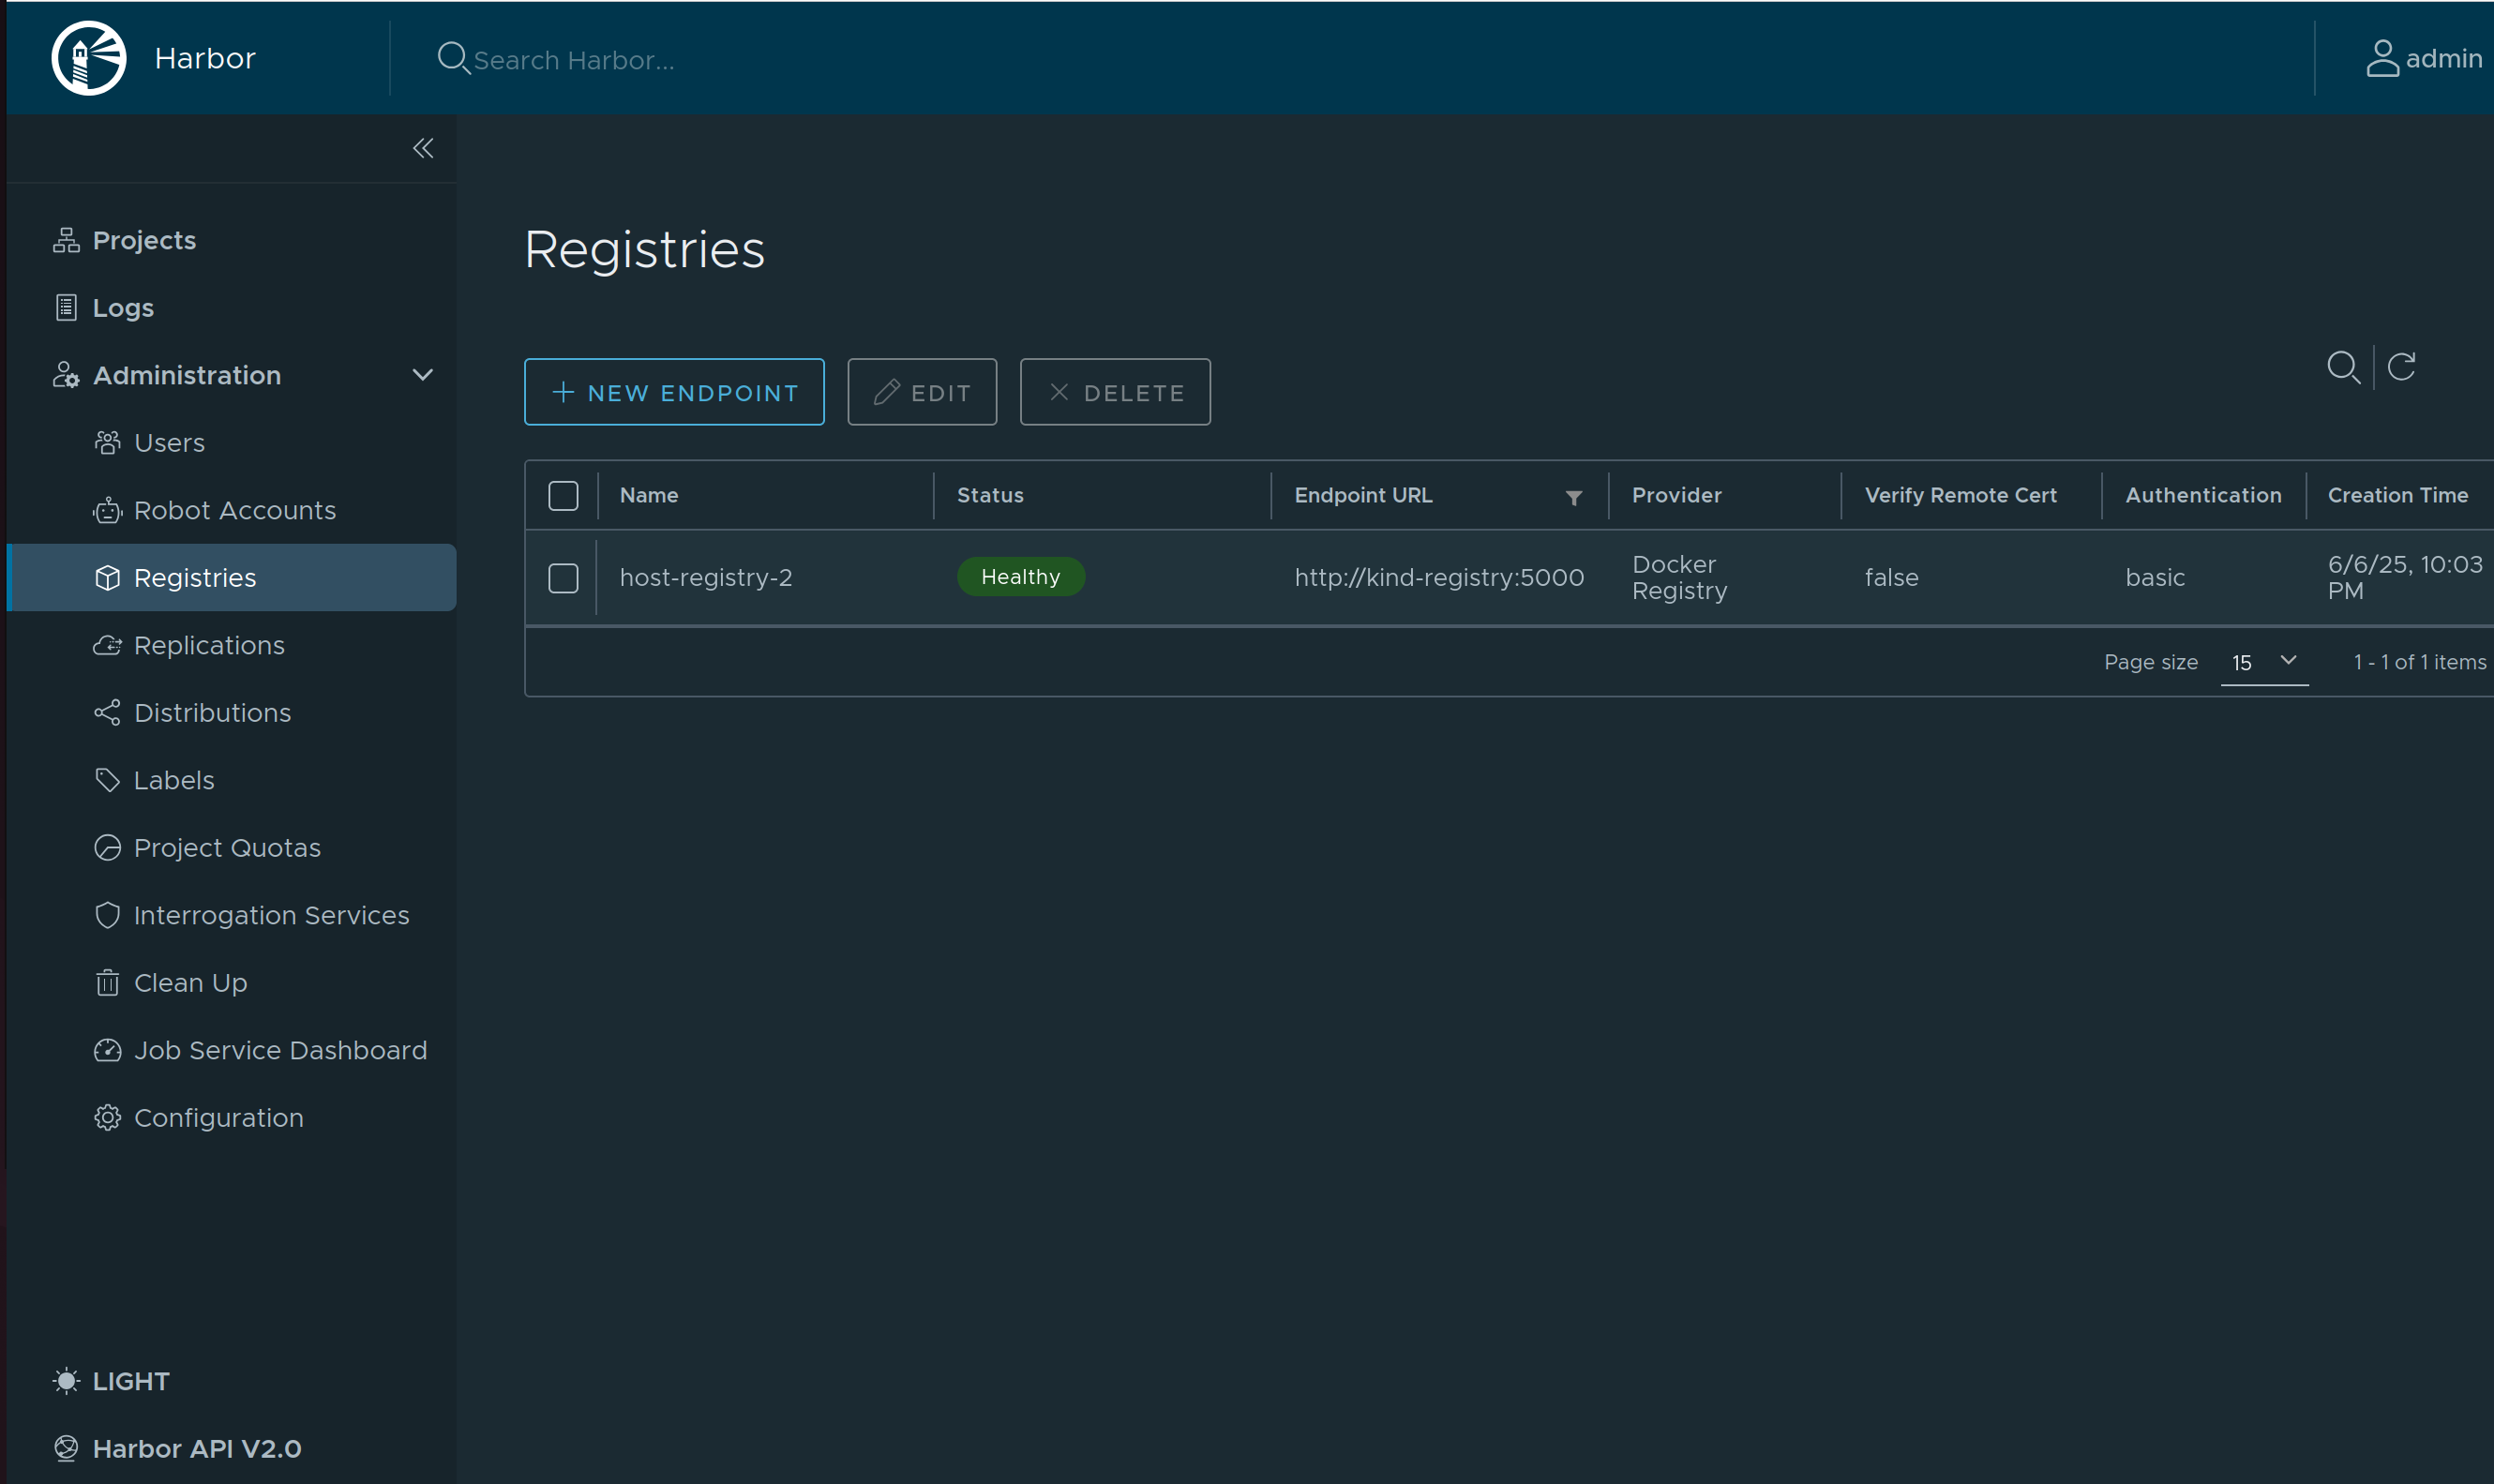 Harbor
Search Harbor...
admin
Projects
Logs
Administration
Users
Robot Accounts
Registries
Replications
Distributions
Labels
Project Quotas
Interrogation Services
Clean Up
Job Service Dashboard
Configuration
LIGHT
Harbor API V2.0
Registries
NEW ENDPOINT
EDIT
DELETE
Name
Status
Endpoint URL
Provider
Verify Remote Cert
Authentication
Creation Time
host-registry-2
Healthy
http://kind-registry:5000
Docker
Registry
false
basic
6/6/25, 10:03
PM
Page size
15
1 - 1 of 1 items